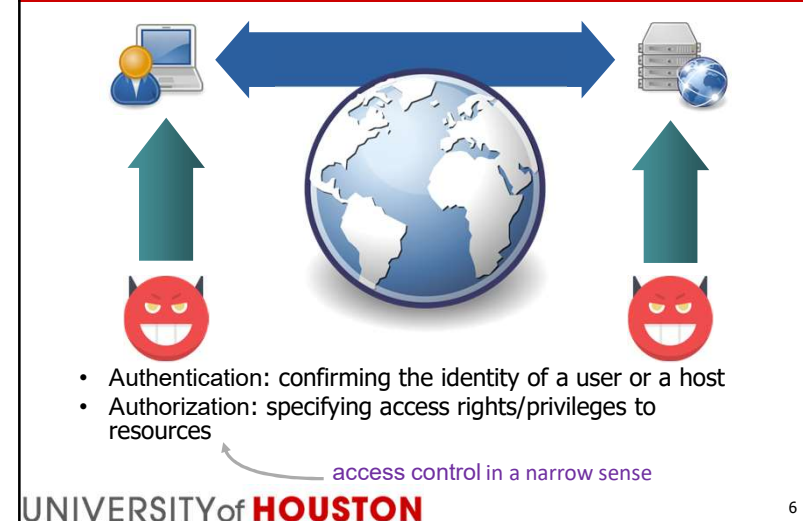 • Authentication: confirming the identity of a user or a host
• Authorization: specifying access rights/privileges to
resources
access control in a narrow sense
UNIVERSITY of HOUSTON
6